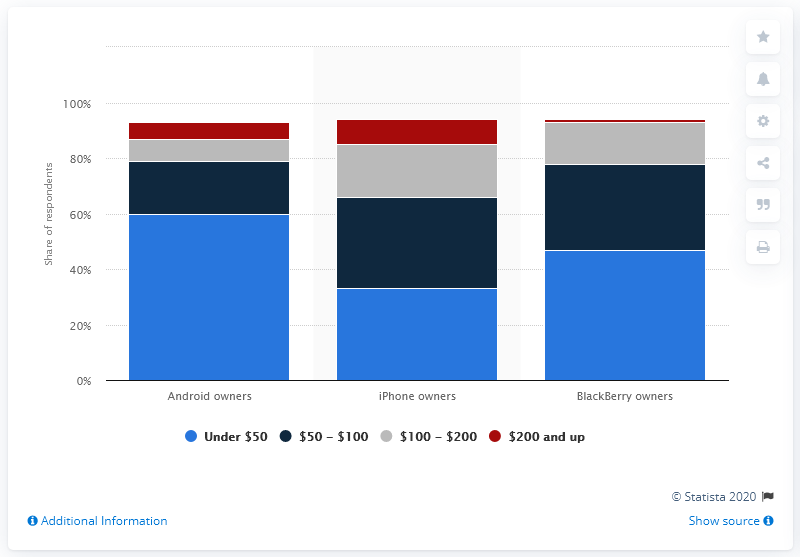 100%
80%
60%
40%
20%
0%
Share of respondents
Android owners
iPhone owners
BlackBerry owners
Under $50
$50 – $100
$100 – $200
$200 and up
© Statista 2020
Additional Information
Show source